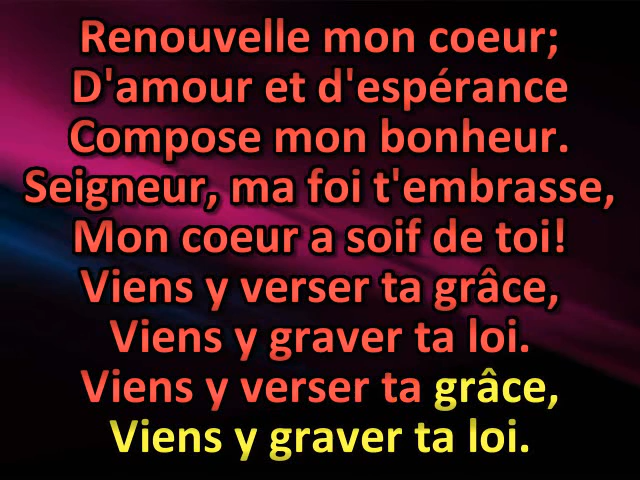 Renouvelle mon coeur;
D'amour et d'espérance
Compose mon bonheur.
Seigneur, ma foi t'embrasse,
Mon coeur a soif de toi!
Viens y verser ta grâce,
Viens y graver ta loi.
Viens y verser ta grâce,
Viens y graver ta loi.